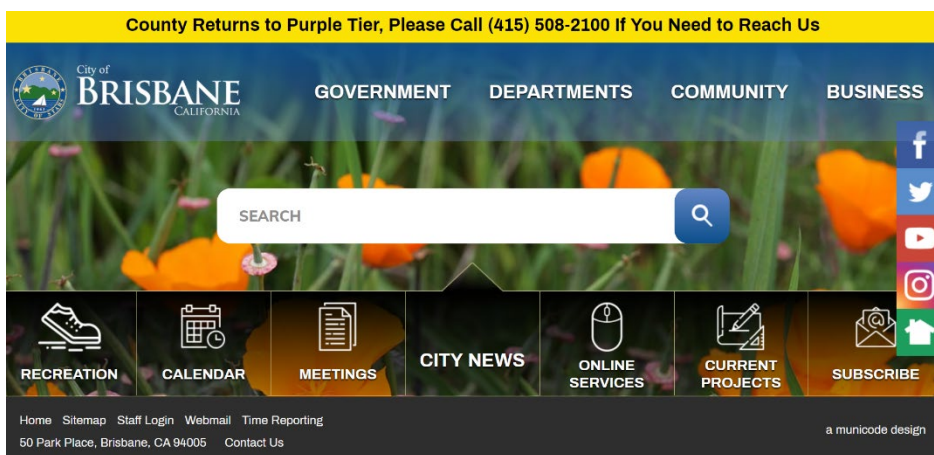 County Returns to Purple Tier, Please Call (415) 508-2100 If You Need to Reach Us
City of
BRISBANE
CALIFORNIA
GOVERNMENT DEPARTMENTS COMMUNITY BUSINESS
SEARCH
RECREATION
CALENDAR
MEETINGS
CITY NEWS
ONLINE
SERVICES
CURRENT
PROJECTS
SUBSCRIBE
Home Sitemap Staff Login Webmail Time Reporting
50 Park Place, Brisbane, CA 94005 Contact Us
a municode design